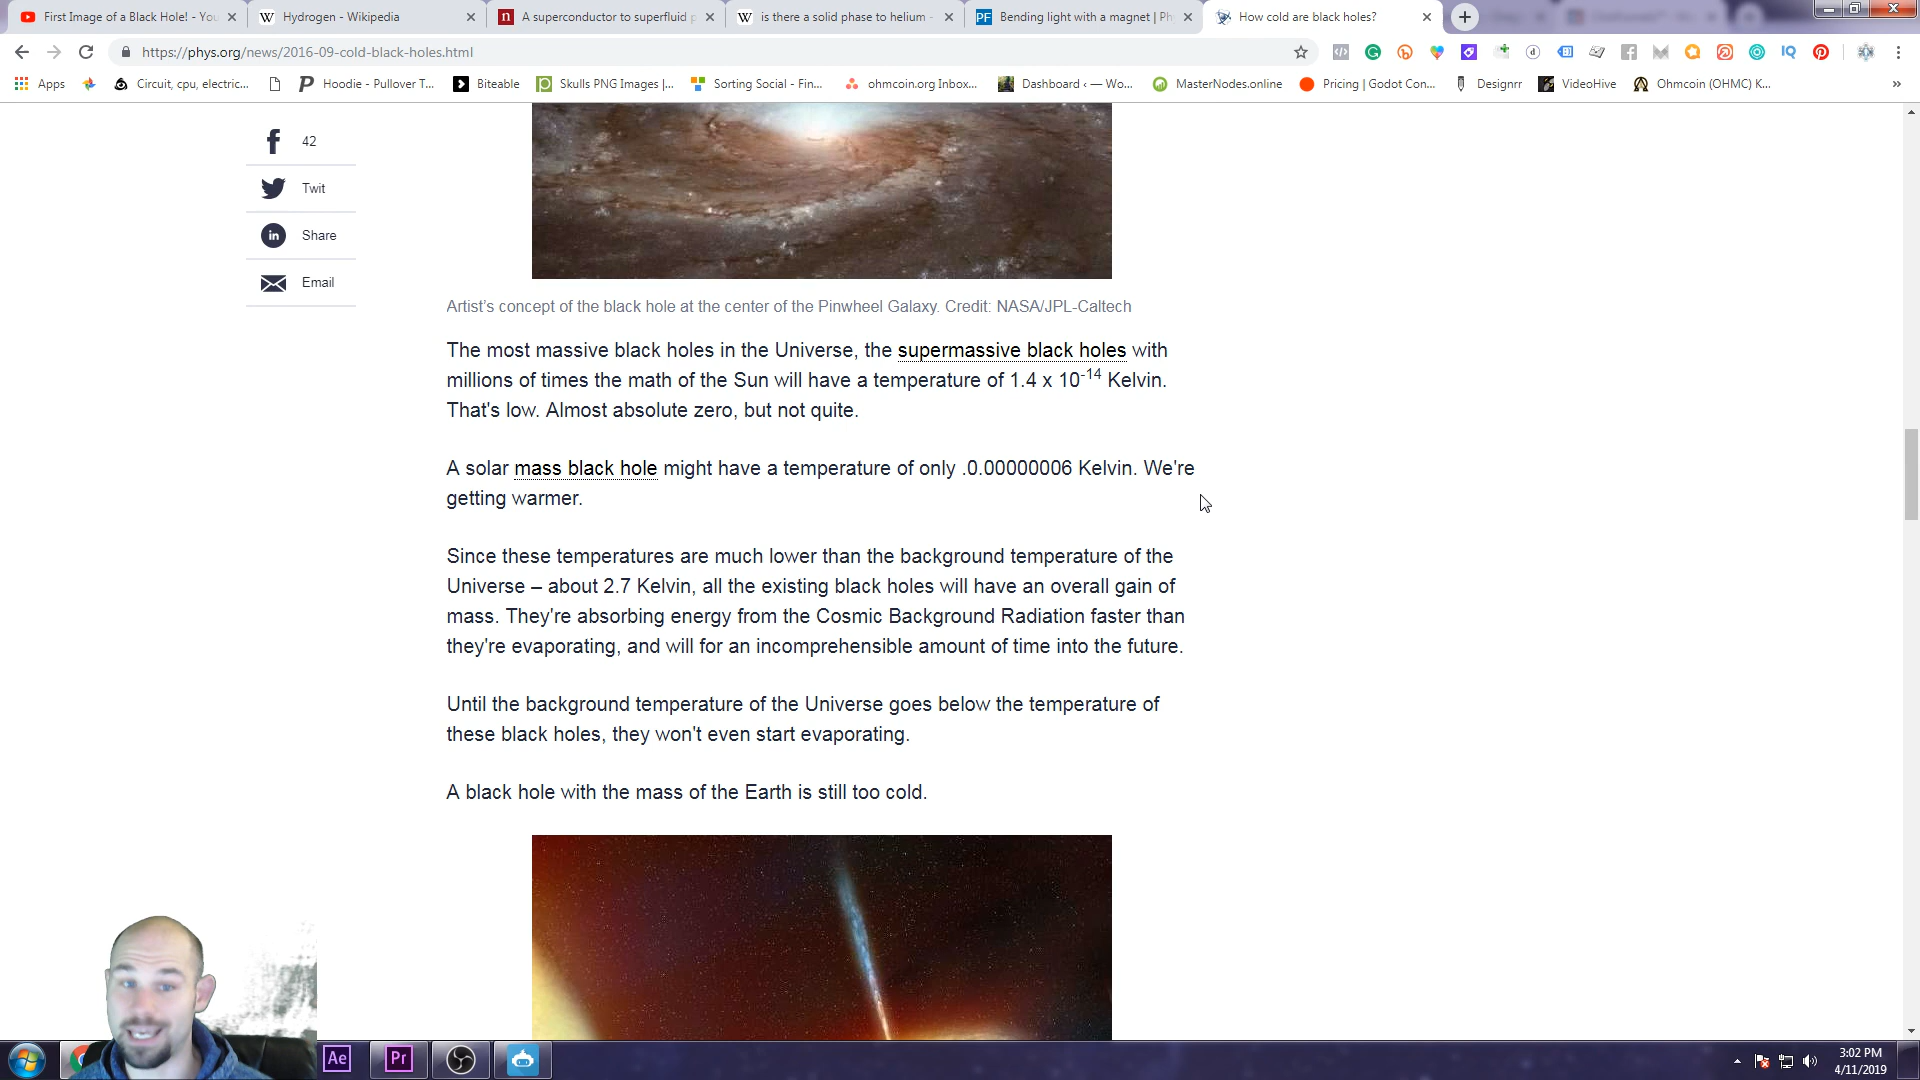 First Image of a Black Hole! - You
Hydrogen - Wikipedia
A superconductor to superfluid p
is there a solid phase to helium -
Bending light with a magnet | Ph
How cold are black holes?
https://phys.org/news/2016-09-cold-black-holes.html
Apps
Circuit, cpu, electric...
Hoodie - Pullover T...
Biteable
Skulls PNG Images |...
Sorting Social - Fin...
ohmcoin.org Inbox...
Dashboard ‹ — Wo...
MasterNodes.online
Pricing | Godot Con...
Designrr
VideoHive
Ohmcoin (OHMC) K...
42
Twit
Share
Email
Artist's concept of the black hole at the center of the Pinwheel Galaxy. Credit: NASA/JPL-Caltech
The most massive black holes in the Universe, the supermassive black holes with
millions of times the math of the Sun will have a temperature of 1.4 x 10-14 Kelvin.
That's low. Almost absolute zero, but not quite.
A solar mass black hole might have a temperature of only .0.00000006 Kelvin. We're
getting warmer.
Since these temperatures are much lower than the background temperature of the
Universe – about 2.7 Kelvin, all the existing black holes will have an overall gain of
mass. They're absorbing energy from the Cosmic Background Radiation faster than
they're evaporating, and will for an incomprehensible amount of time into the future.
Until the background temperature of the Universe goes below the temperature of
these black holes, they won't even start evaporating.
A black hole with the mass of the Earth is still too cold.
Ae
Pr
3:02 PM
4/11/2019